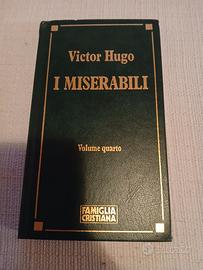 Victor Hugo
I MISERABILI
Volume quarto
FAMIGLIA
CRISTIANA